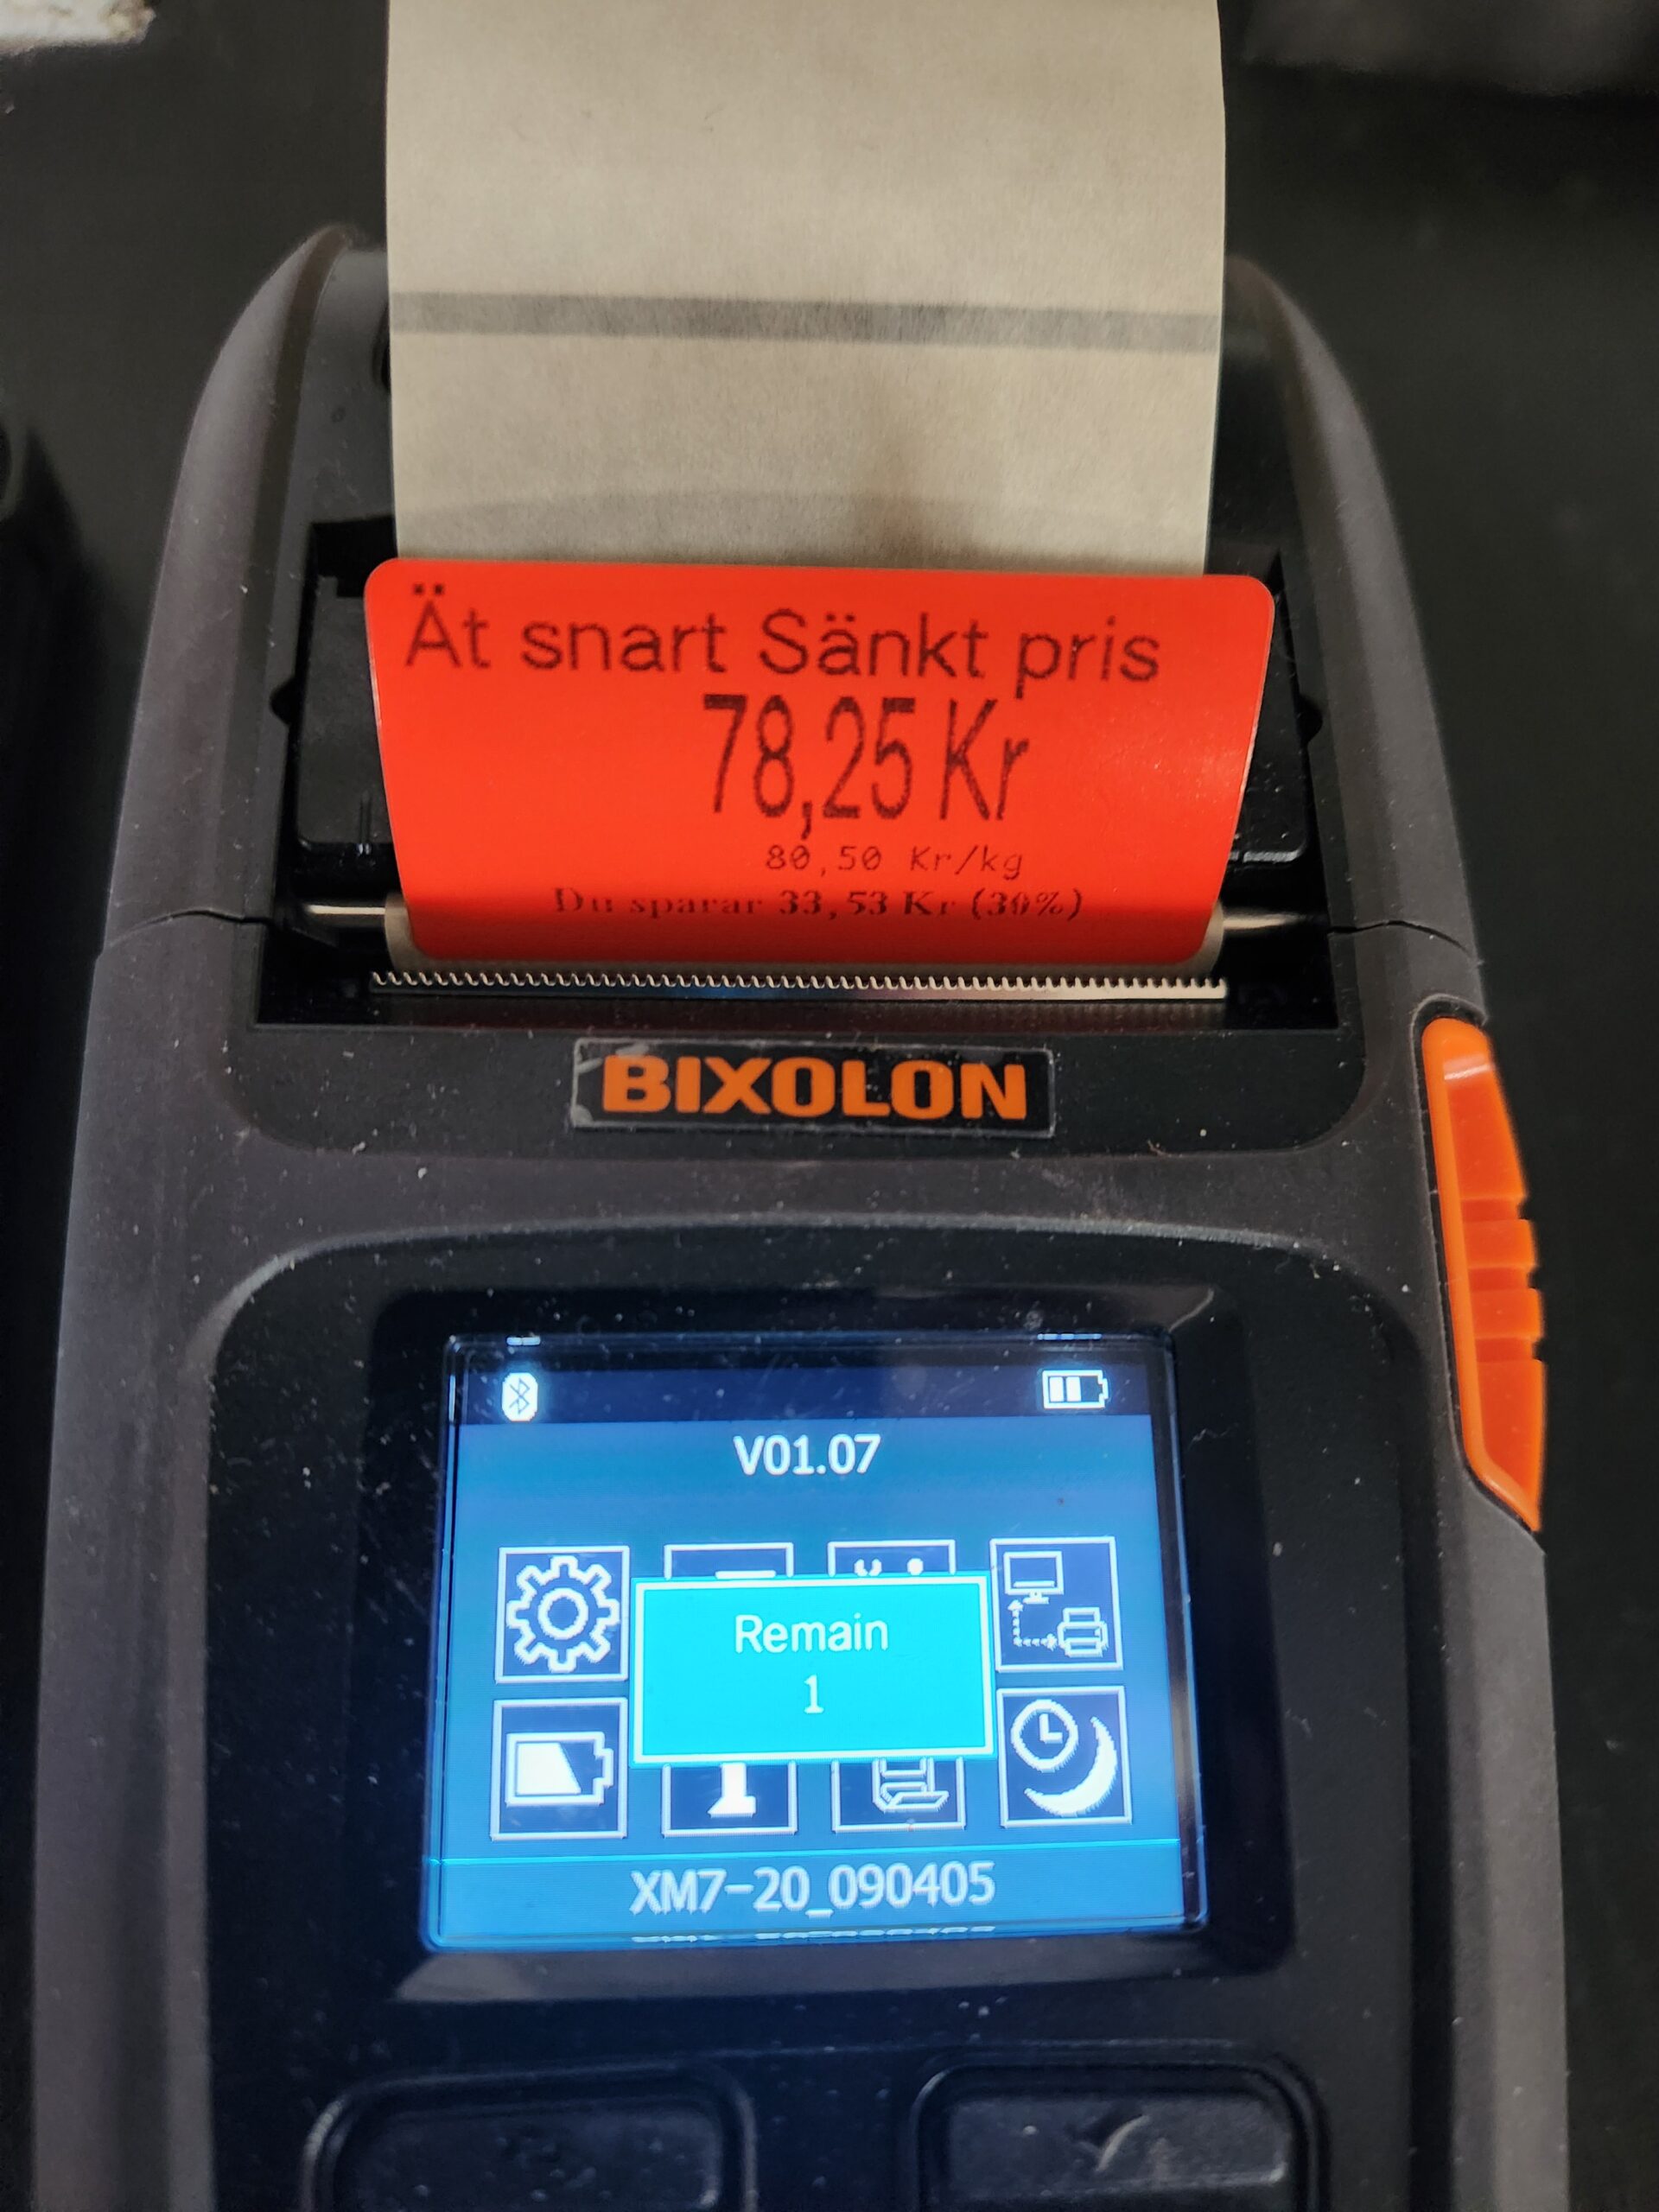 Ät snart Sänkt pris
78,25 Kr
80,50 Kr/kg
Du sparar 33,53 Kr (30%)
BIXOLON
V01.07
Remain
1
XM7-20_090405